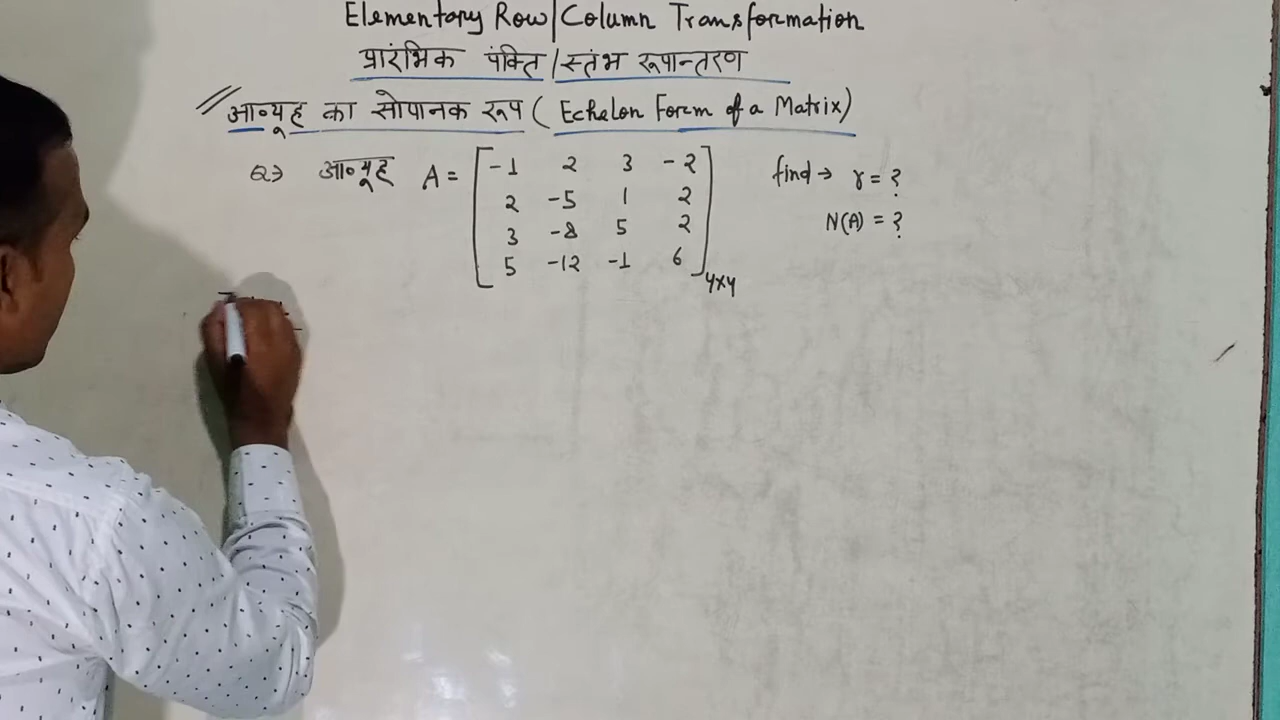 Elementary Row/Column Transformation
प्रारंभिक पंक्ति/स्तंभ रूपान्तरण
आव्यूह का सोपानक रूप (Echelon Form of a Matrix)
Q⇒ आव्यूह A = [ -1 2 3 -2 find → r = ?
2 -5 1 2 N(A) = ?
3 -8 5 2
5 -12 -1 6 ]4×4